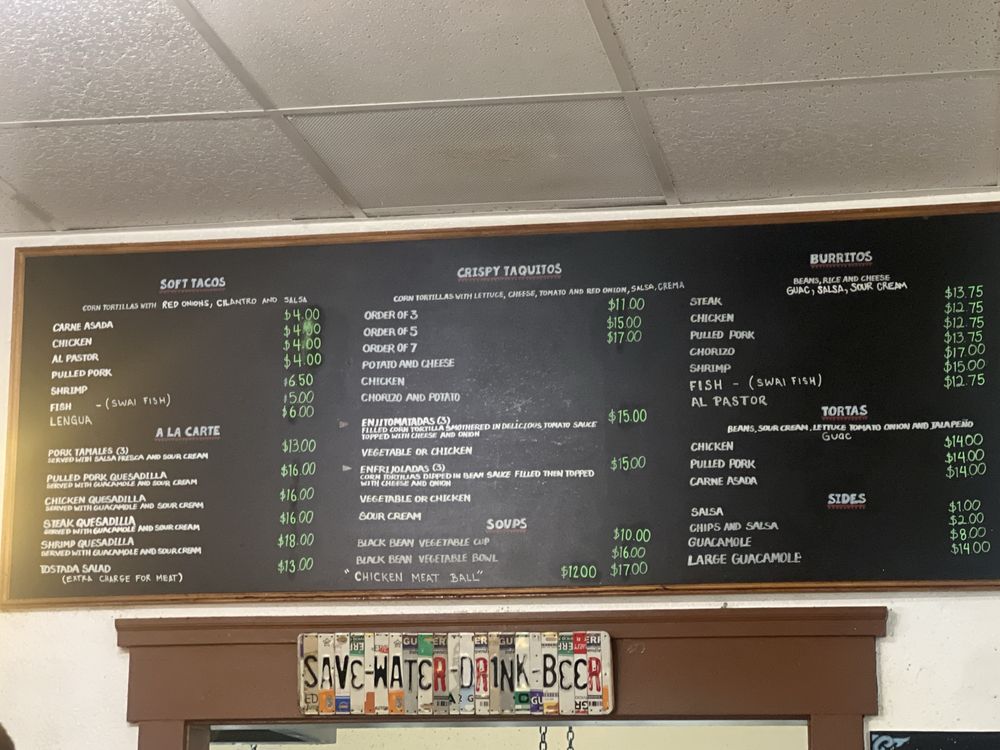 SOFT TACOS
CORN TORTILLAS WITH RED ONIONS, CILANTRO AND SALSA
CARNE ASADA $4.00
CHICKEN $4.00
AL PASTOR $4.00
PULLED PORK $4.00
SHRIMP $6.50
FISH - (SWAI FISH) $5.00
LENGUA $6.00
A LA CARTE
PORK TAMALES (3) $13.00
SERVED WITH SALSA FRESCA AND SOUR CREAM
PULLED PORK QUESADILLA $16.00
SERVED WITH GUACAMOLE AND SOUR CREAM
CHICKEN QUESADILLA $16.00
SERVED WITH GUACAMOLE AND SOUR CREAM
STEAK QUESADILLA $16.00
SERVED WITH GUACAMOLE AND SOUR CREAM
SHRIMP QUESADILLA $18.00
SERVED WITH GUACAMOLE AND SOUR CREAM
TOSTADA SALAD $13.00
(EXTRA CHARGE FOR MEAT)
CRISPY TAQUITOS
CORN TORTILLAS WITH LETTUCE, CHEESE, TOMATO AND RED ONION, SALSA, CREMA
ORDER OF 3 $11.00
ORDER OF 5 $15.00
ORDER OF 7 $17.00
POTATO AND CHEESE
CHICKEN
CHORIZO AND POTATO
ENJITOMATADAS (3) $15.00
FILLED CORN TORTILLA SMOTHERED IN DELICIOUS TOMATO SAUCE
TOPPED WITH CHEESE AND ONION
VEGETABLE OR CHICKEN
ENFRIJOLADAS (3) $15.00
CORN TORTILLAS DIPPED IN BEAN SAUCE FILLED THEN TOPPED
WITH CHEESE AND ONION
VEGETABLE OR CHICKEN
SOUR CREAM
SOUPS
BLACK BEAN VEGETABLE CUP $10.00
BLACK BEAN VEGETABLE BOWL $16.00
"CHICKEN MEAT BALL" $12.00 $17.00
BURRITOS
BEANS, RICE AND CHEESE
GUAC, SALSA, SOUR CREAM
STEAK $13.75
CHICKEN $12.75
PULLED PORK $12.75
CHORIZO $13.75
SHRIMP $17.00
FISH - (SWAI FISH) $15.00
AL PASTOR $12.75
TORTAS
BEANS, SOUR CREAM, LETTUCE TOMATO ONION AND JALAPEÑO
GUAC
CHICKEN $14.00
PULLED PORK $14.00
CARNE ASADA $14.00
SIDES
SALSA $1.00
CHIPS AND SALSA $2.00
GUACAMOLE $8.00
LARGE GUACAMOLE $14.00
SAVE-WATER-DR1NK-BEER